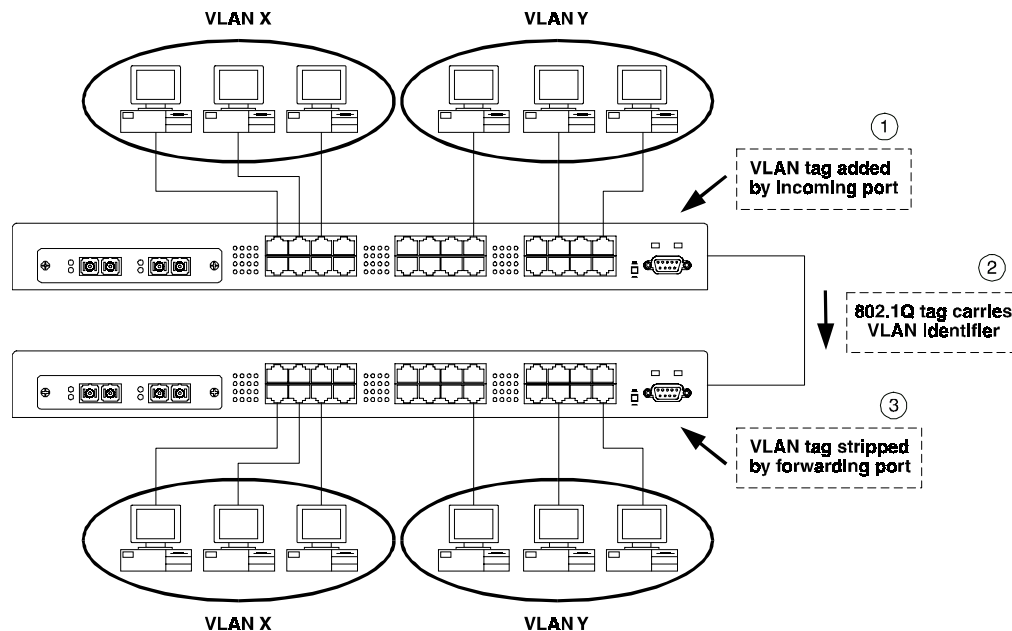 VLAN X
VLAN Y
1
VLAN tag added
by incoming port
2
802.1Q tag carries
VLAN identifier
3
VLAN tag stripped
by forwarding port
VLAN X
VLAN Y